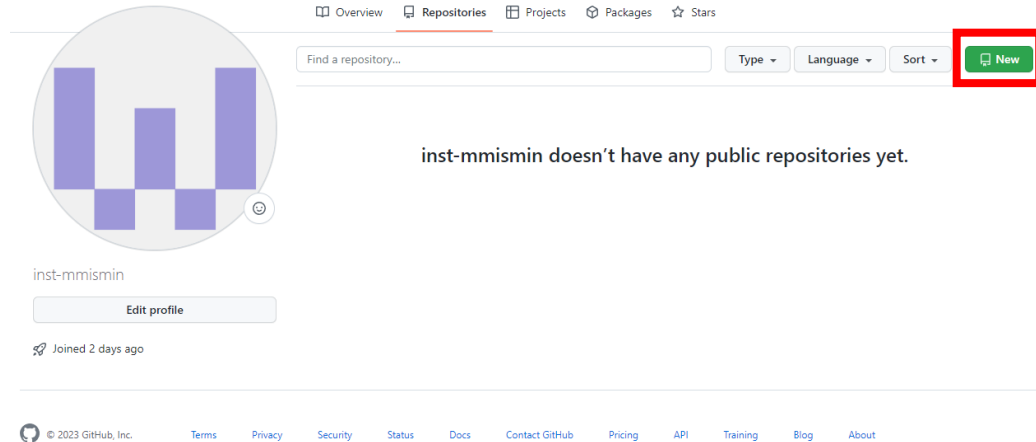 Overview Repositories Projects Packages Stars
Find a repository... Type Language Sort New
inst-mmismin doesn’t have any public repositories yet.
inst-mmismin
Edit profile
Joined 2 days ago
© 2023 GitHub, Inc. Terms Privacy Security Status Docs Contact GitHub Pricing API Training Blog About